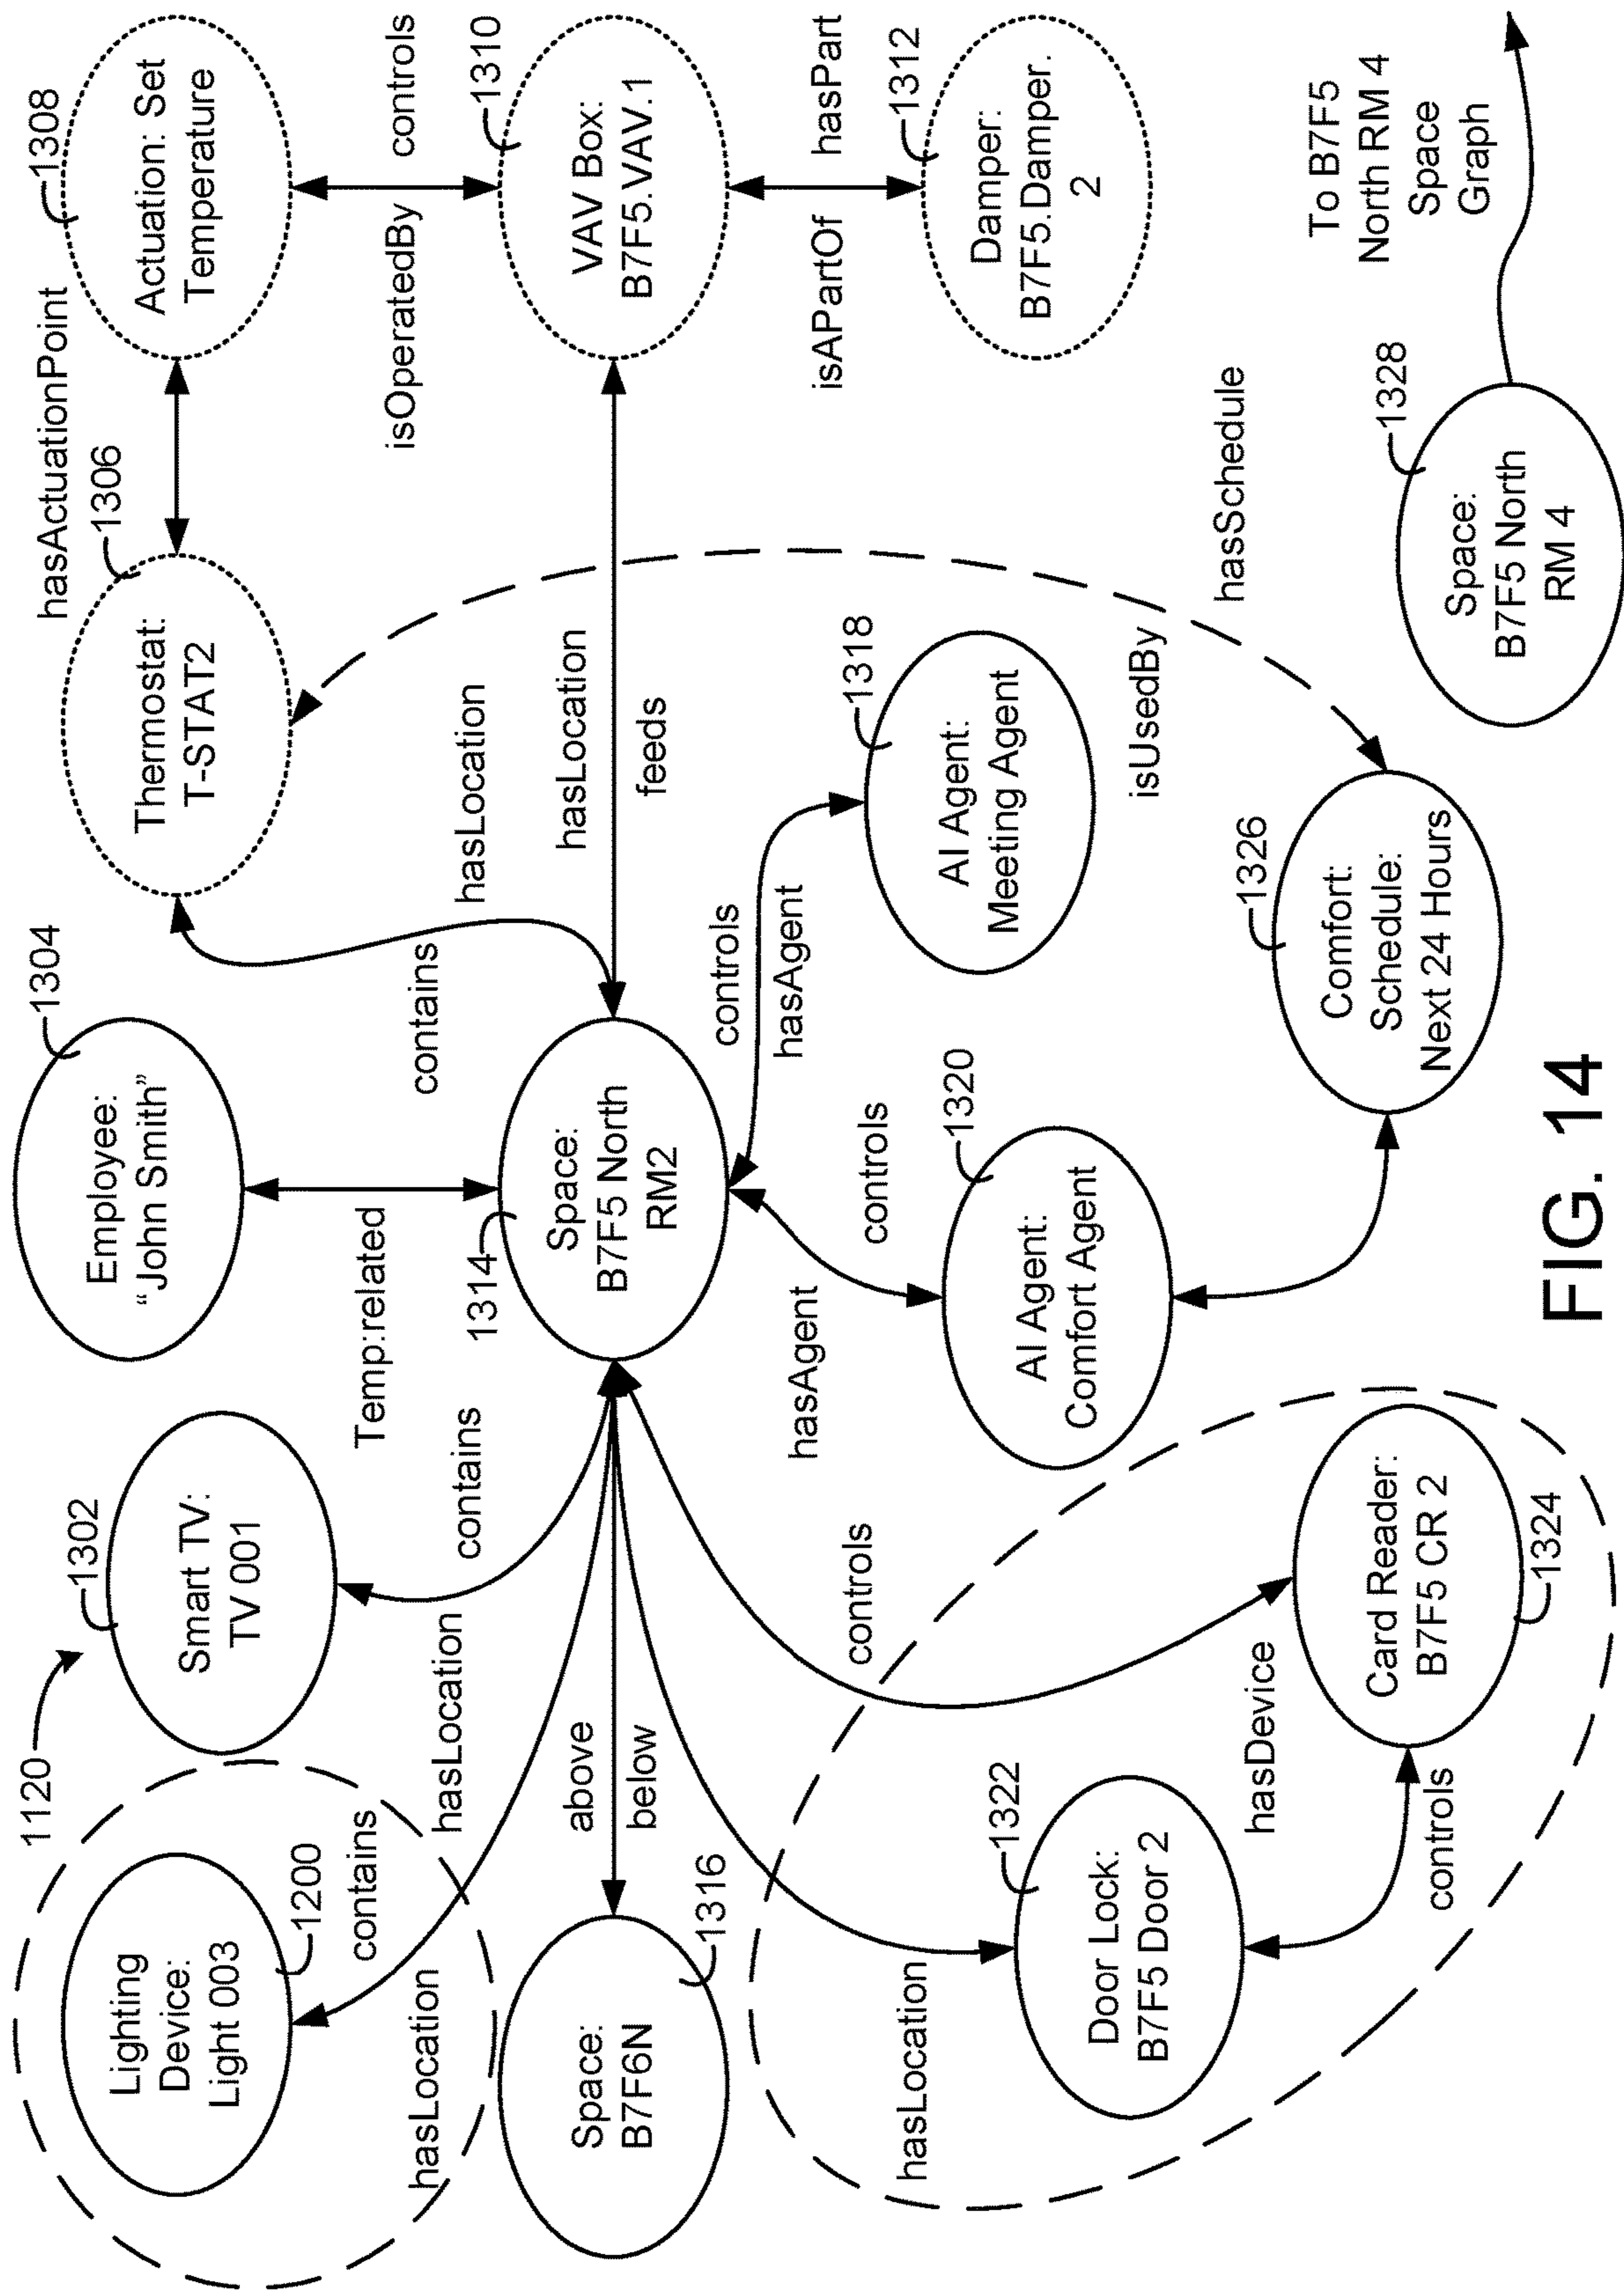 1120
1200
Lighting
Device:
Light 003
contains
hasLocation
1302
Smart TV:
TV 001
contains
hasLocation
1304
Employee:
“John Smith”
Temp:related
1306
Thermostat:
T-STAT2
contains
hasLocation
hasActuationPoint
1308
Actuation: Set
Temperature
isOperatedBy
controls
1310
VAV Box:
B7F5.VAV.1
hasLocation
feeds
isAPartOf
hasPart
1312
Damper:
B7F5.Damper.
2
1314
Space:
B7F5 North
RM2
above
below
1316
Space:
B7F6N
controls
hasAgent
1318
AI Agent:
Meeting Agent
hasAgent
controls
1320
AI Agent:
Comfort Agent
hasLocation
1322
Door Lock:
B7F5 Door 2
controls
hasDevice
controls
Card Reader:
B7F5 CR 2
1324
isUsedBy
hasSchedule
1326
Comfort:
Schedule:
Next 24 Hours
1328
Space:
B7F5 North
RM 4
To B7F5
North RM 4
Space
Graph
FIG. 14